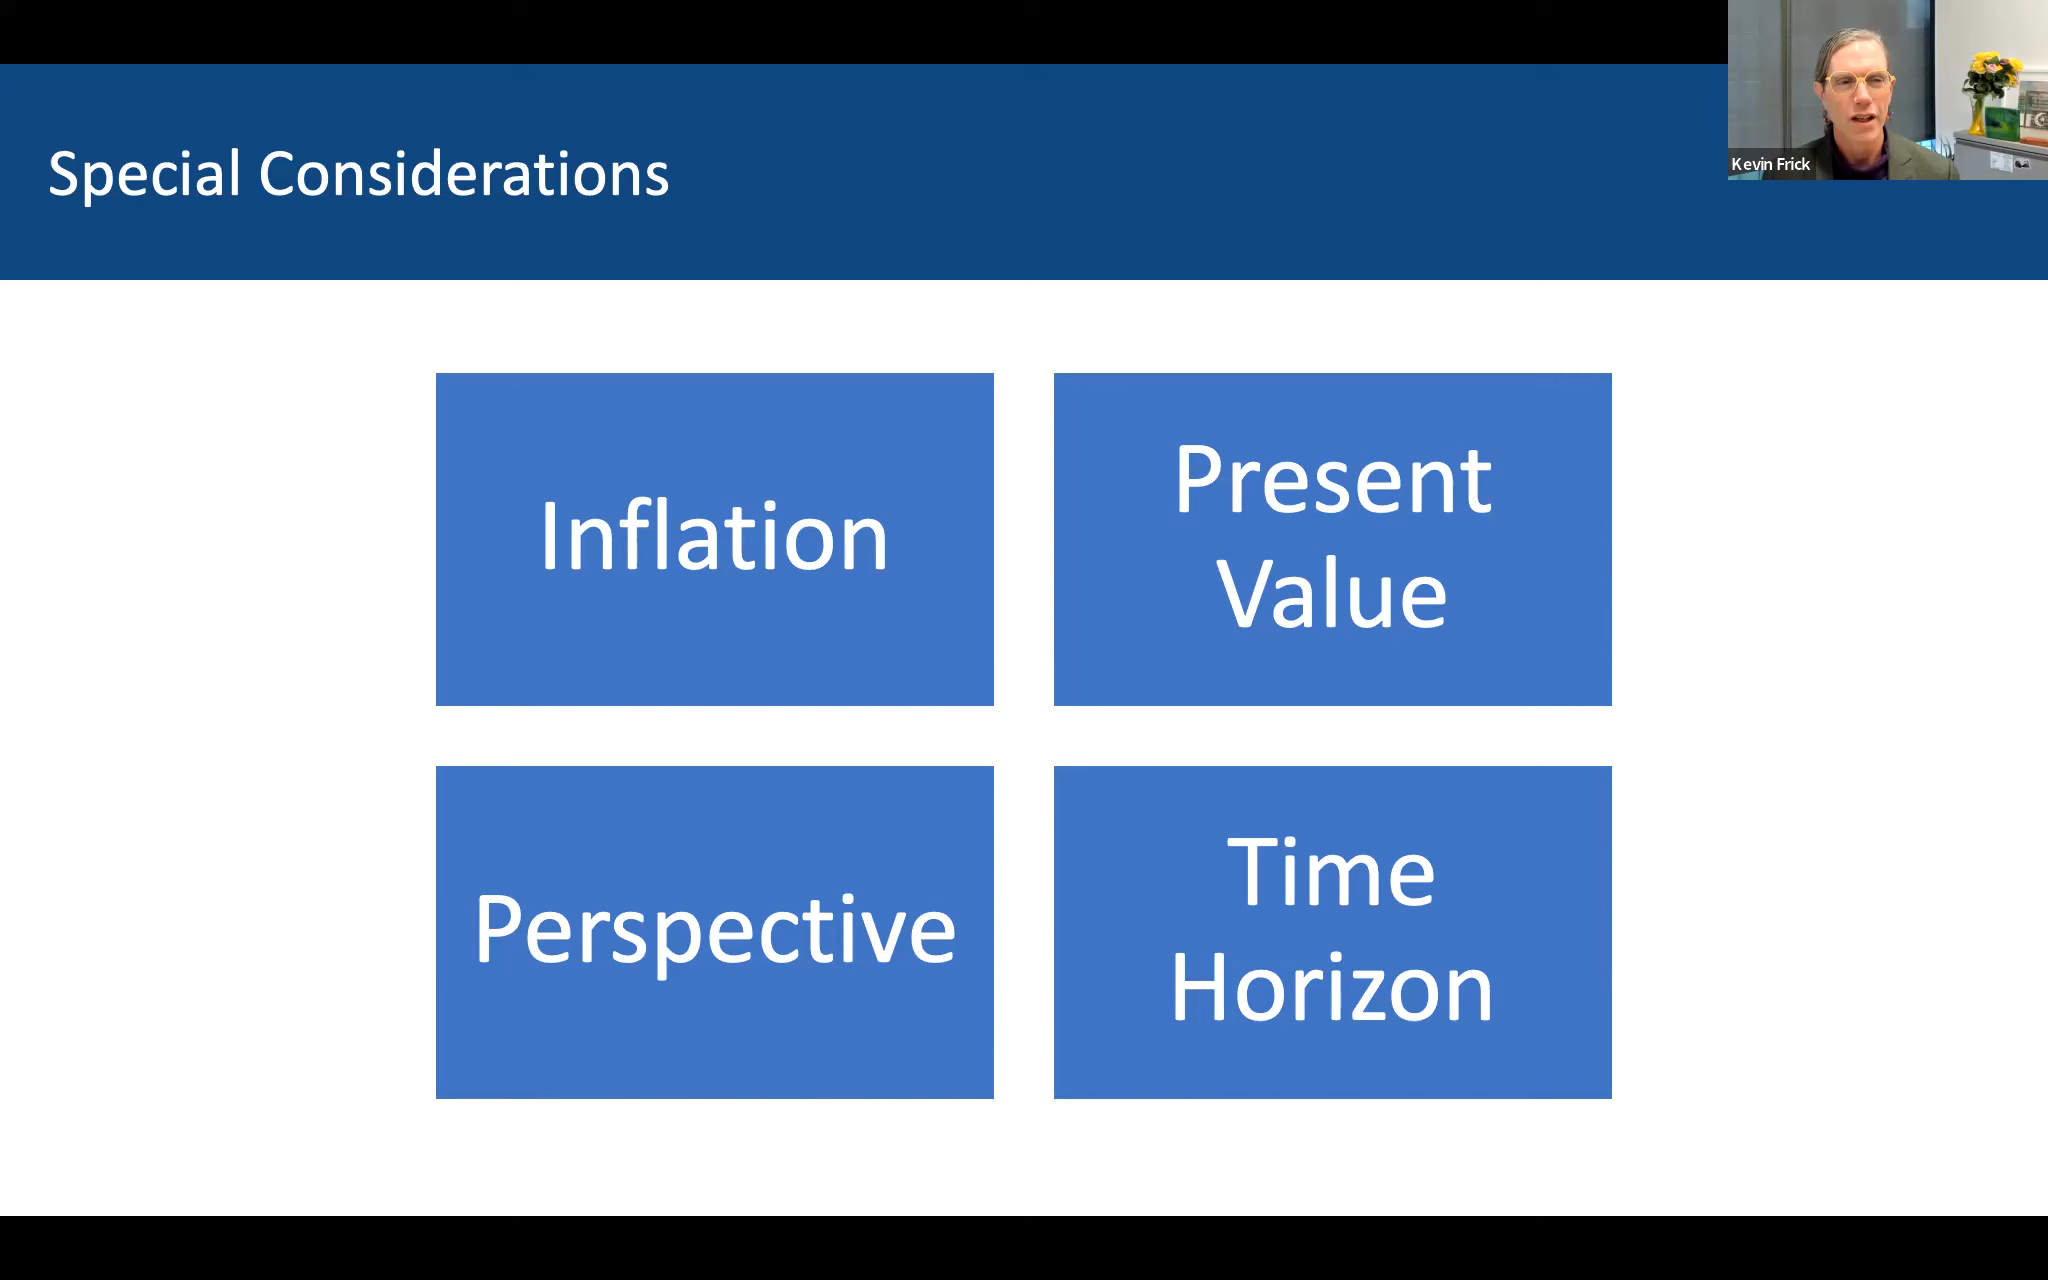 Special Considerations
Kevin Frick
Inflation
Present
Value
Perspective
Time
Horizon